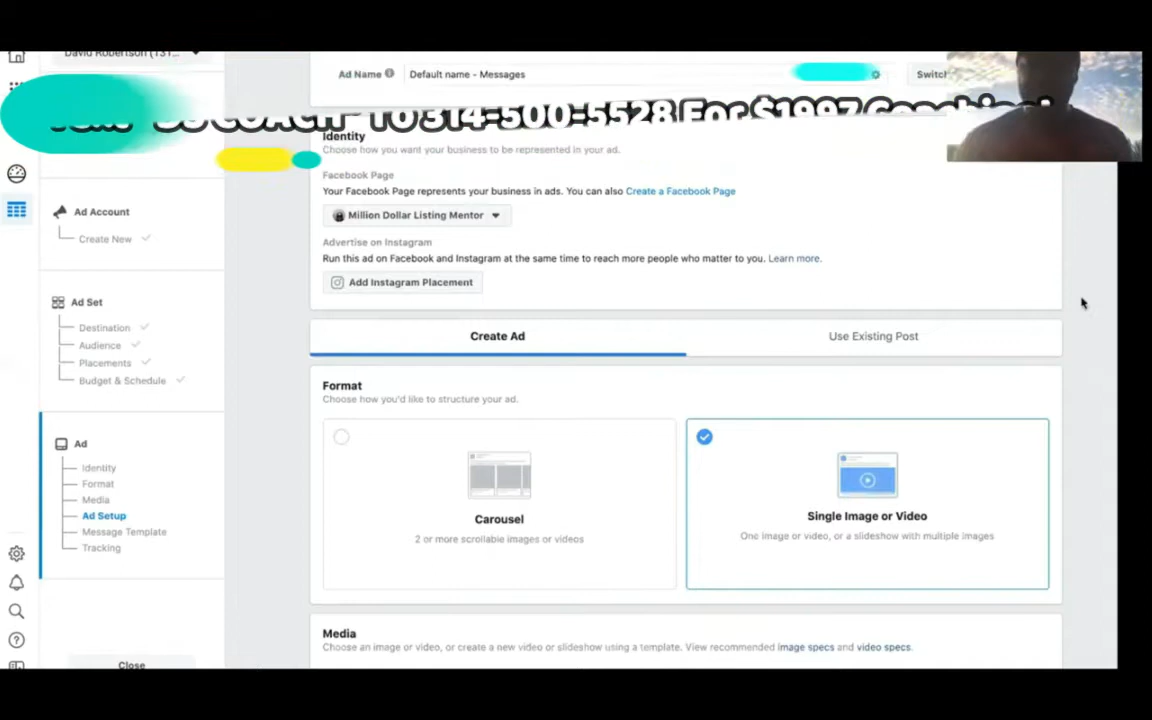 David Robertson (131...
Ad Name
Default name - Messages
Switch
COACH" To 314-500-5528 For $1997 Coaching!
Identity
Choose how you want your business to be represented in your ad.
Facebook Page
Your Facebook Page represents your business in ads. You can also Create a Facebook Page
Million Dollar Listing Mentor
Advertise on Instagram
Run this ad on Facebook and Instagram at the same time to reach more people who matter to you. Learn more.
Add Instagram Placement
Ad Account
Create New
Ad Set
Destination
Audience
Placements
Budget & Schedule
Ad
Identity
Format
Media
Ad Setup
Message Template
Tracking
Close
Create Ad
Use Existing Post
Format
Choose how you'd like to structure your ad.
Carousel
2 or more scrollable images or videos
Single Image or Video
One image or video, or a slideshow with multiple images
Media
Choose an image or video, or create a new video or slideshow using a template. View recommended image specs and video specs.